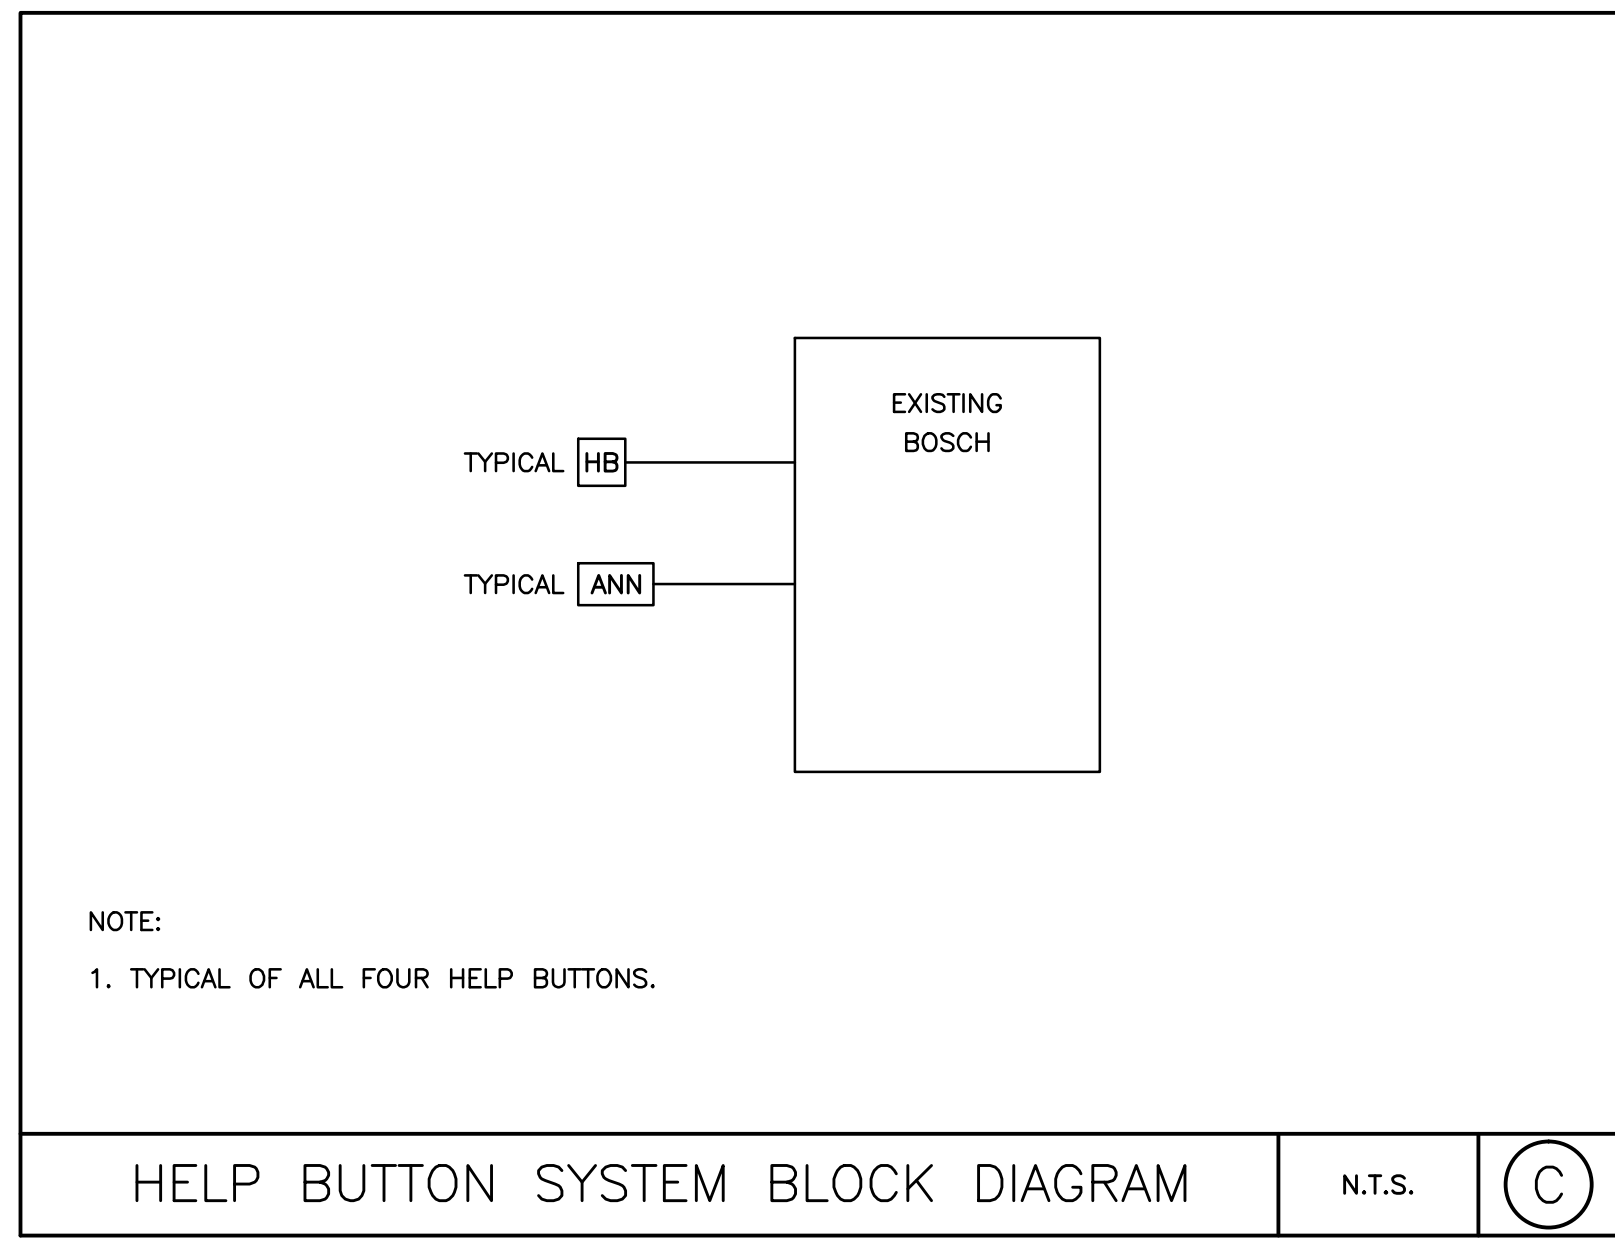 EXISTING
BOSCH
TYPICAL HB
TYPICAL ANN
NOTE:
1. TYPICAL OF ALL FOUR HELP BUTTONS.
HELP BUTTON SYSTEM BLOCK DIAGRAM
N.T.S.
C